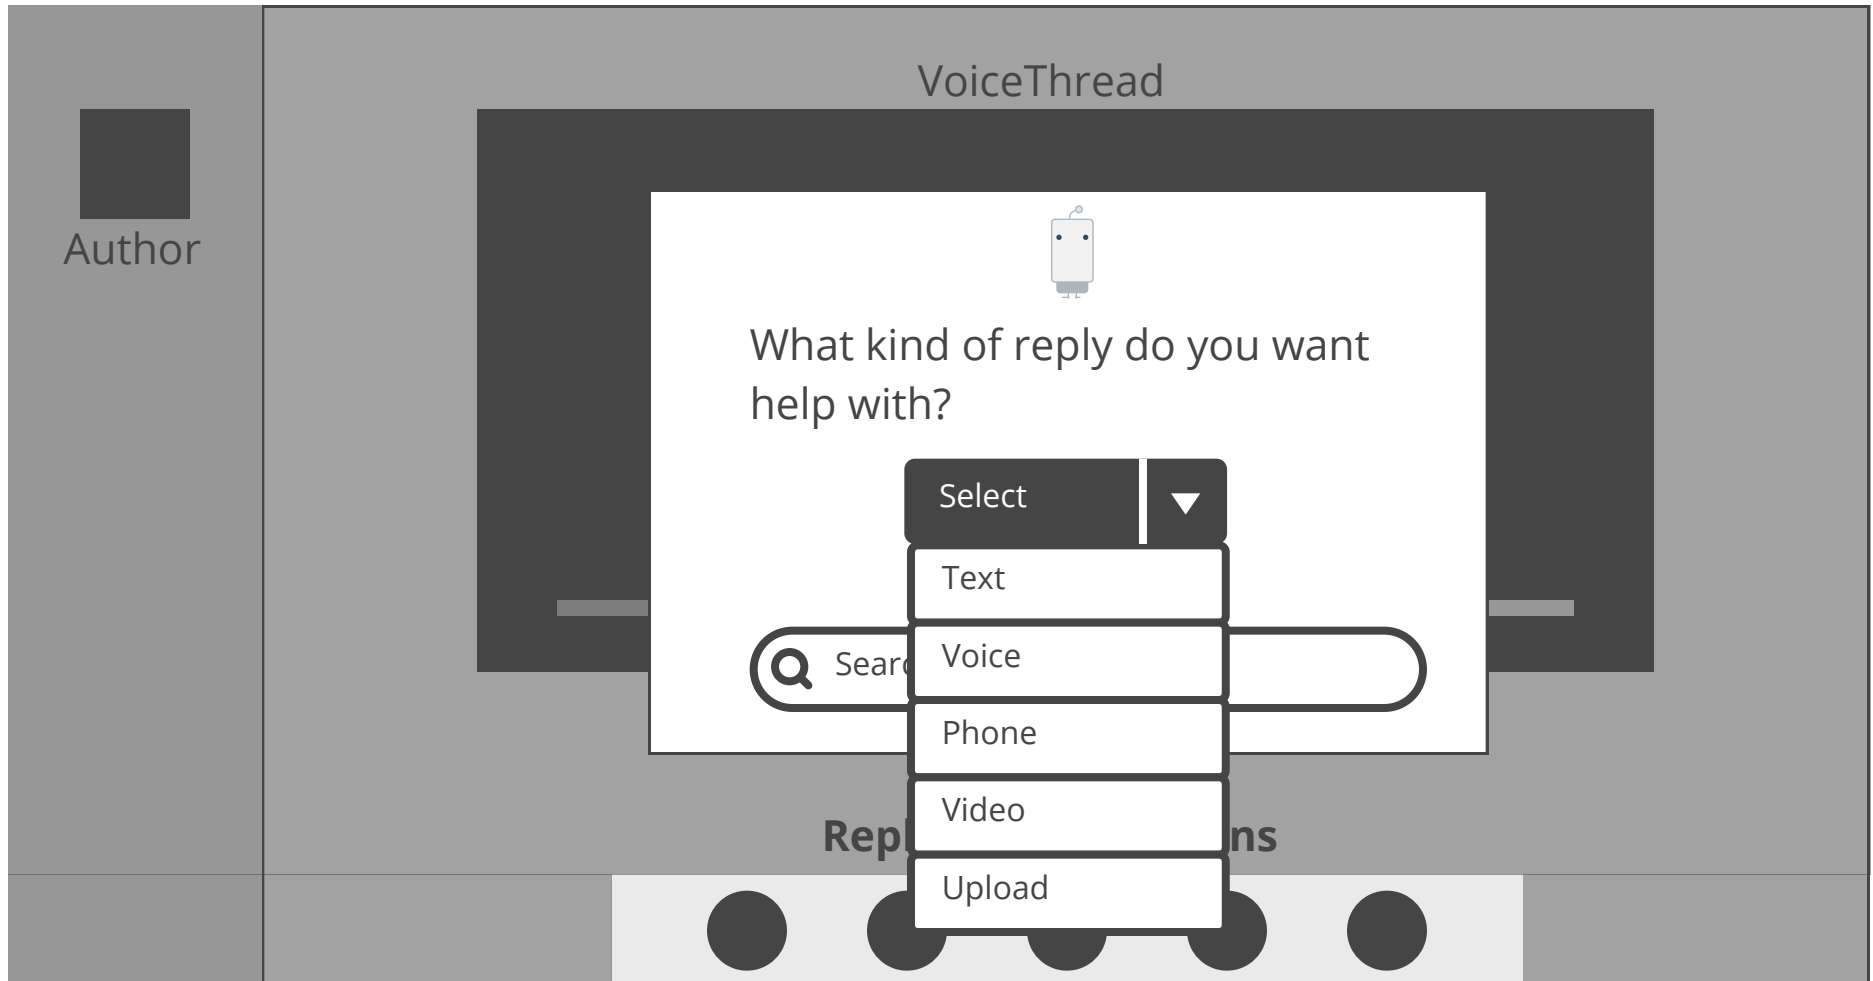 VoiceThread
Author
What kind of reply do you want
help with?
Select
Text
Voice
Phone
Video
Upload